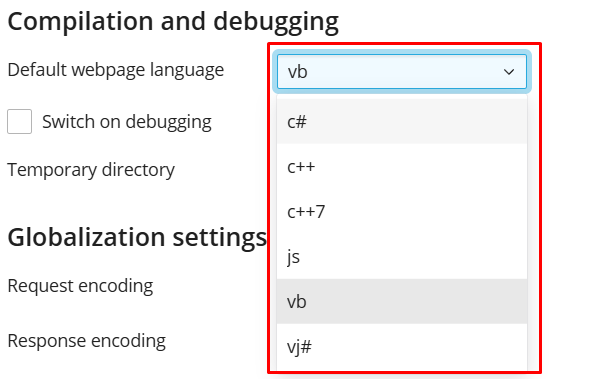 Compilation and debugging
Default webpage language
vb
Switch on debugging
c#
c++
Temporary directory
c++7
Globalization settings
js
Request encoding
vb
Response encoding
vj#